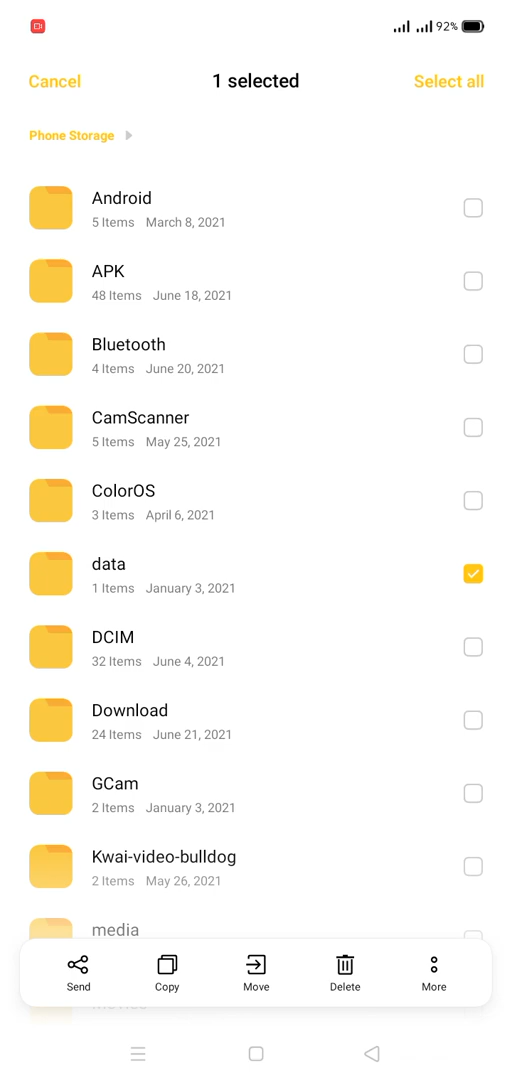 92%
Cancel 1 selected Select all
Phone Storage
Android
5 Items March 8, 2021
APK
48 Items June 18, 2021
Bluetooth
4 Items June 20, 2021
CamScanner
5 Items May 25, 2021
ColorOS
3 Items April 6, 2021
data
1 Items January 3, 2021
DCIM
32 Items June 4, 2021
Download
24 Items June 21, 2021
GCam
2 Items January 3, 2021
Kwai-video-bulldog
2 Items May 26, 2021
media
Send Copy Move Delete More